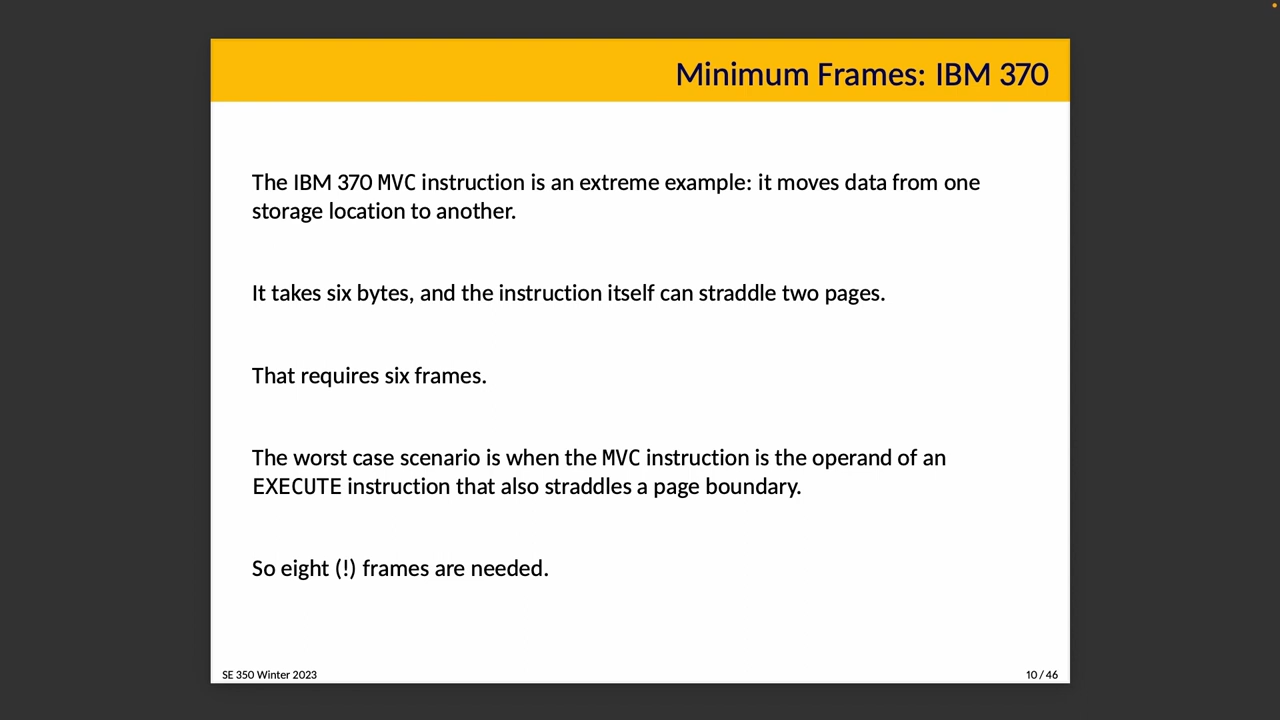 Minimum Frames: IBM 370
The IBM 370 MVC instruction is an extreme example: it moves data from one
storage location to another.
It takes six bytes, and the instruction itself can straddle two pages.
That requires six frames.
The worst case scenario is when the MVC instruction is the operand of an
EXECUTE instruction that also straddles a page boundary.
So eight (!) frames are needed.
SE 350 Winter 2023
10 / 46